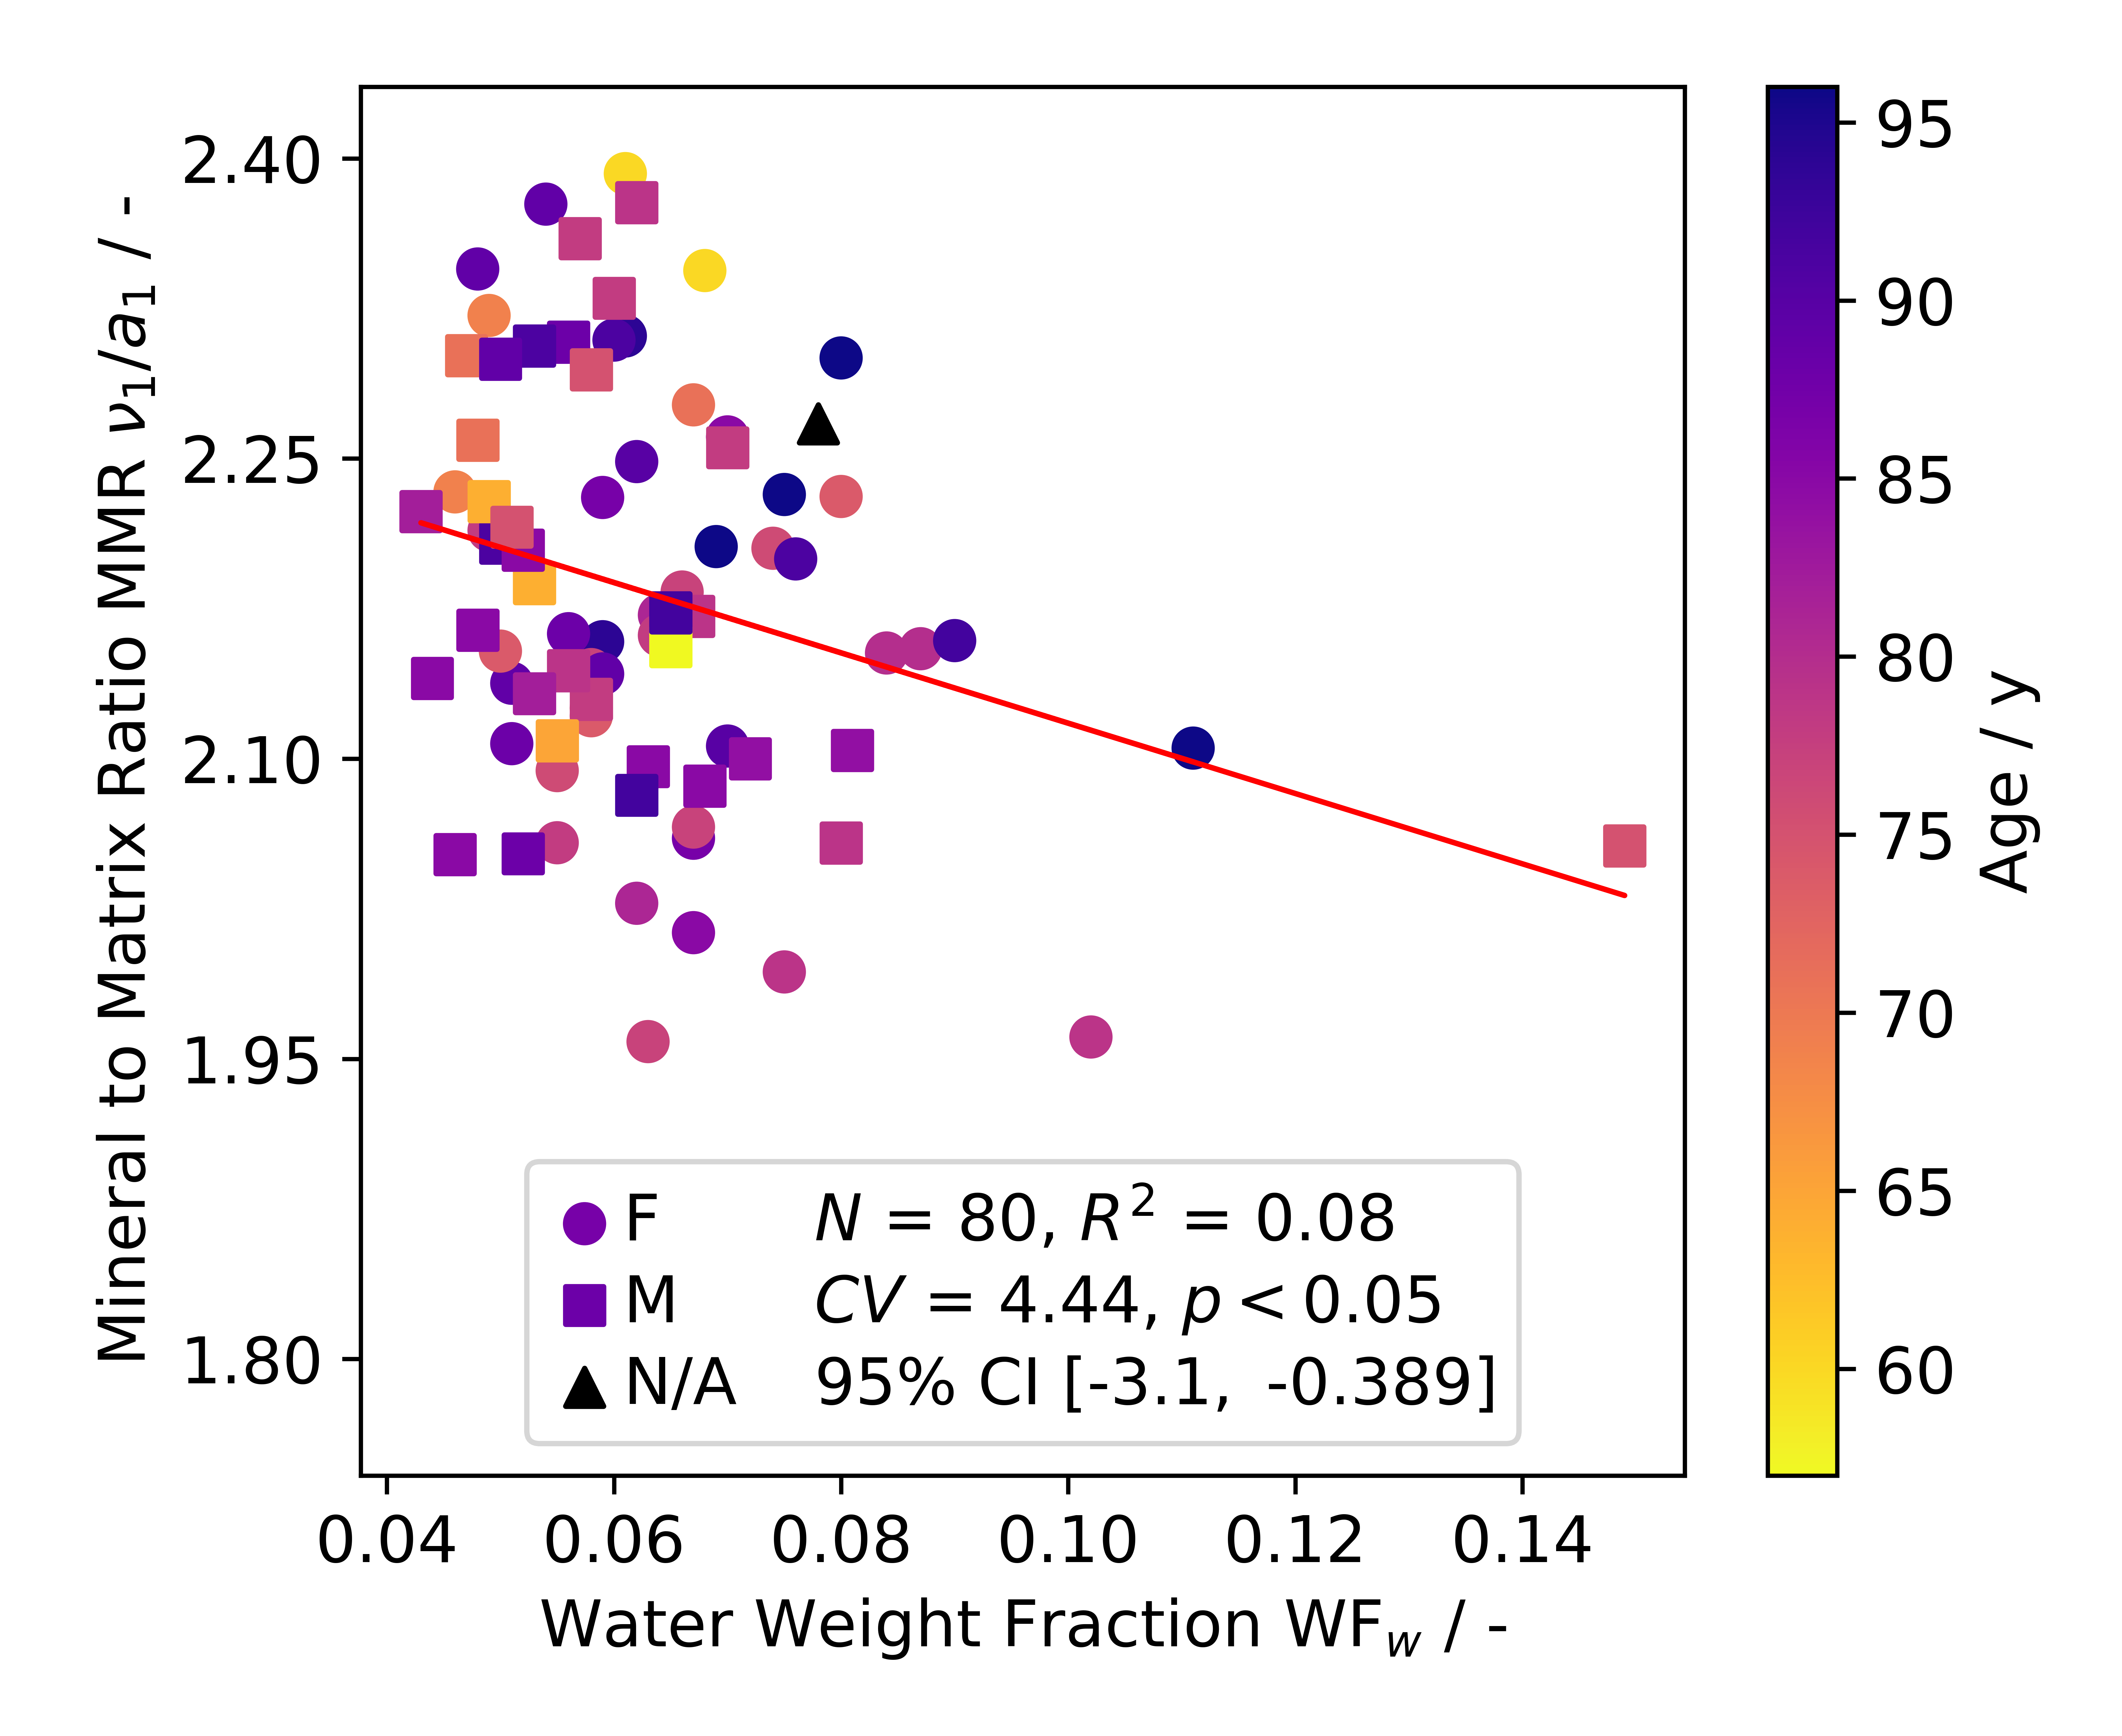 Mineral to Matrix Ratio MMR ν₁/a₁ / -
2.40
2.25
2.10
1.95
1.80
0.04 0.06 0.08 0.10 0.12 0.14
Water Weight Fraction WF_w / -
F N = 80, R² = 0.08
M CV = 4.44, p < 0.05
N/A 95% CI [-3.1, -0.389]
95
90
85
80
75
70
65
60
Age / y